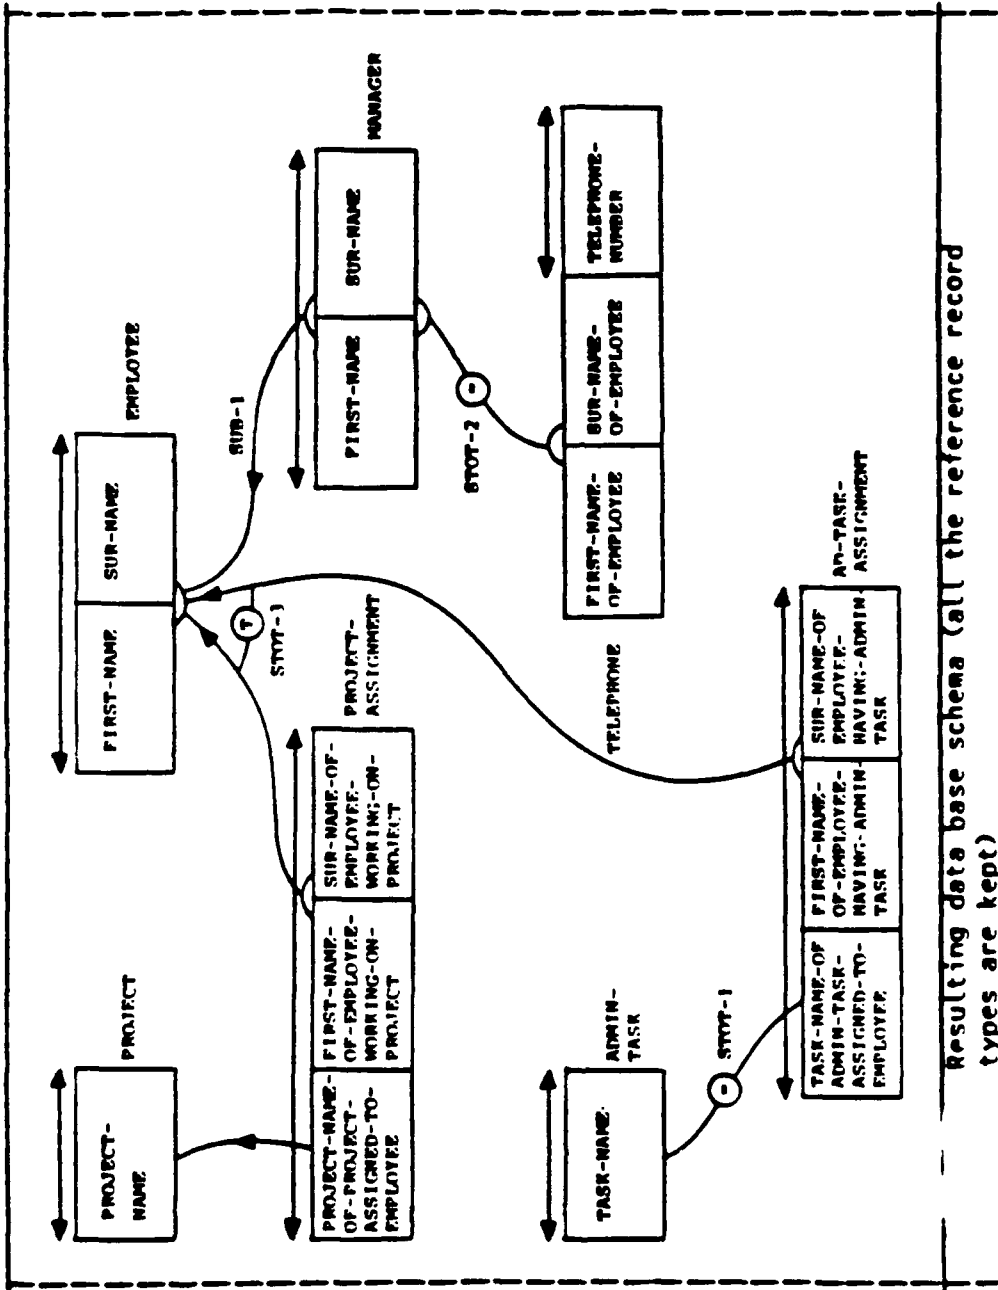 PROJECT-
NAME
PROJECT
FIRST-NAME
SUR-NAME
EMPLOYEE
SUB-1
T
STOT-3
PROJECT-NAME-
OF-PROJECT-
ASSIGNED-TO-
EMPLOYEE
FIRST-NAME-
OF-EMPLOYEE-
WORKING-ON-
PROJECT
SUR-NAME-OF-
EMPLOYEE-
WORKING-ON-
PROJECT
PROJECT-
ASSIGNMENT
FIRST-NAME
SUR-NAME
MANAGER
STOT-2
=
TASK-NAME
ADMIN-
TASK
TELEPHONE
FIRST-NAME-
OF-EMPLOYEE
SUR-NAME-
OF-EMPLOYEE
TELEPHONE-
NUMBER
=
STOT-1
TASK-NAME-OF
ADMIN-TASK-
ASSIGNED-TO-
EMPLOYEE
FIRST-NAME-
OF-EMPLOYEE-
HAVING-ADMIN-
TASK
SUR-NAME-OF
EMPLOYEE-
HAVING-ADMIN-
TASK
AD-TASK-
ASSIGNMENT
Resulting data base schema (all the reference record
types are kept)